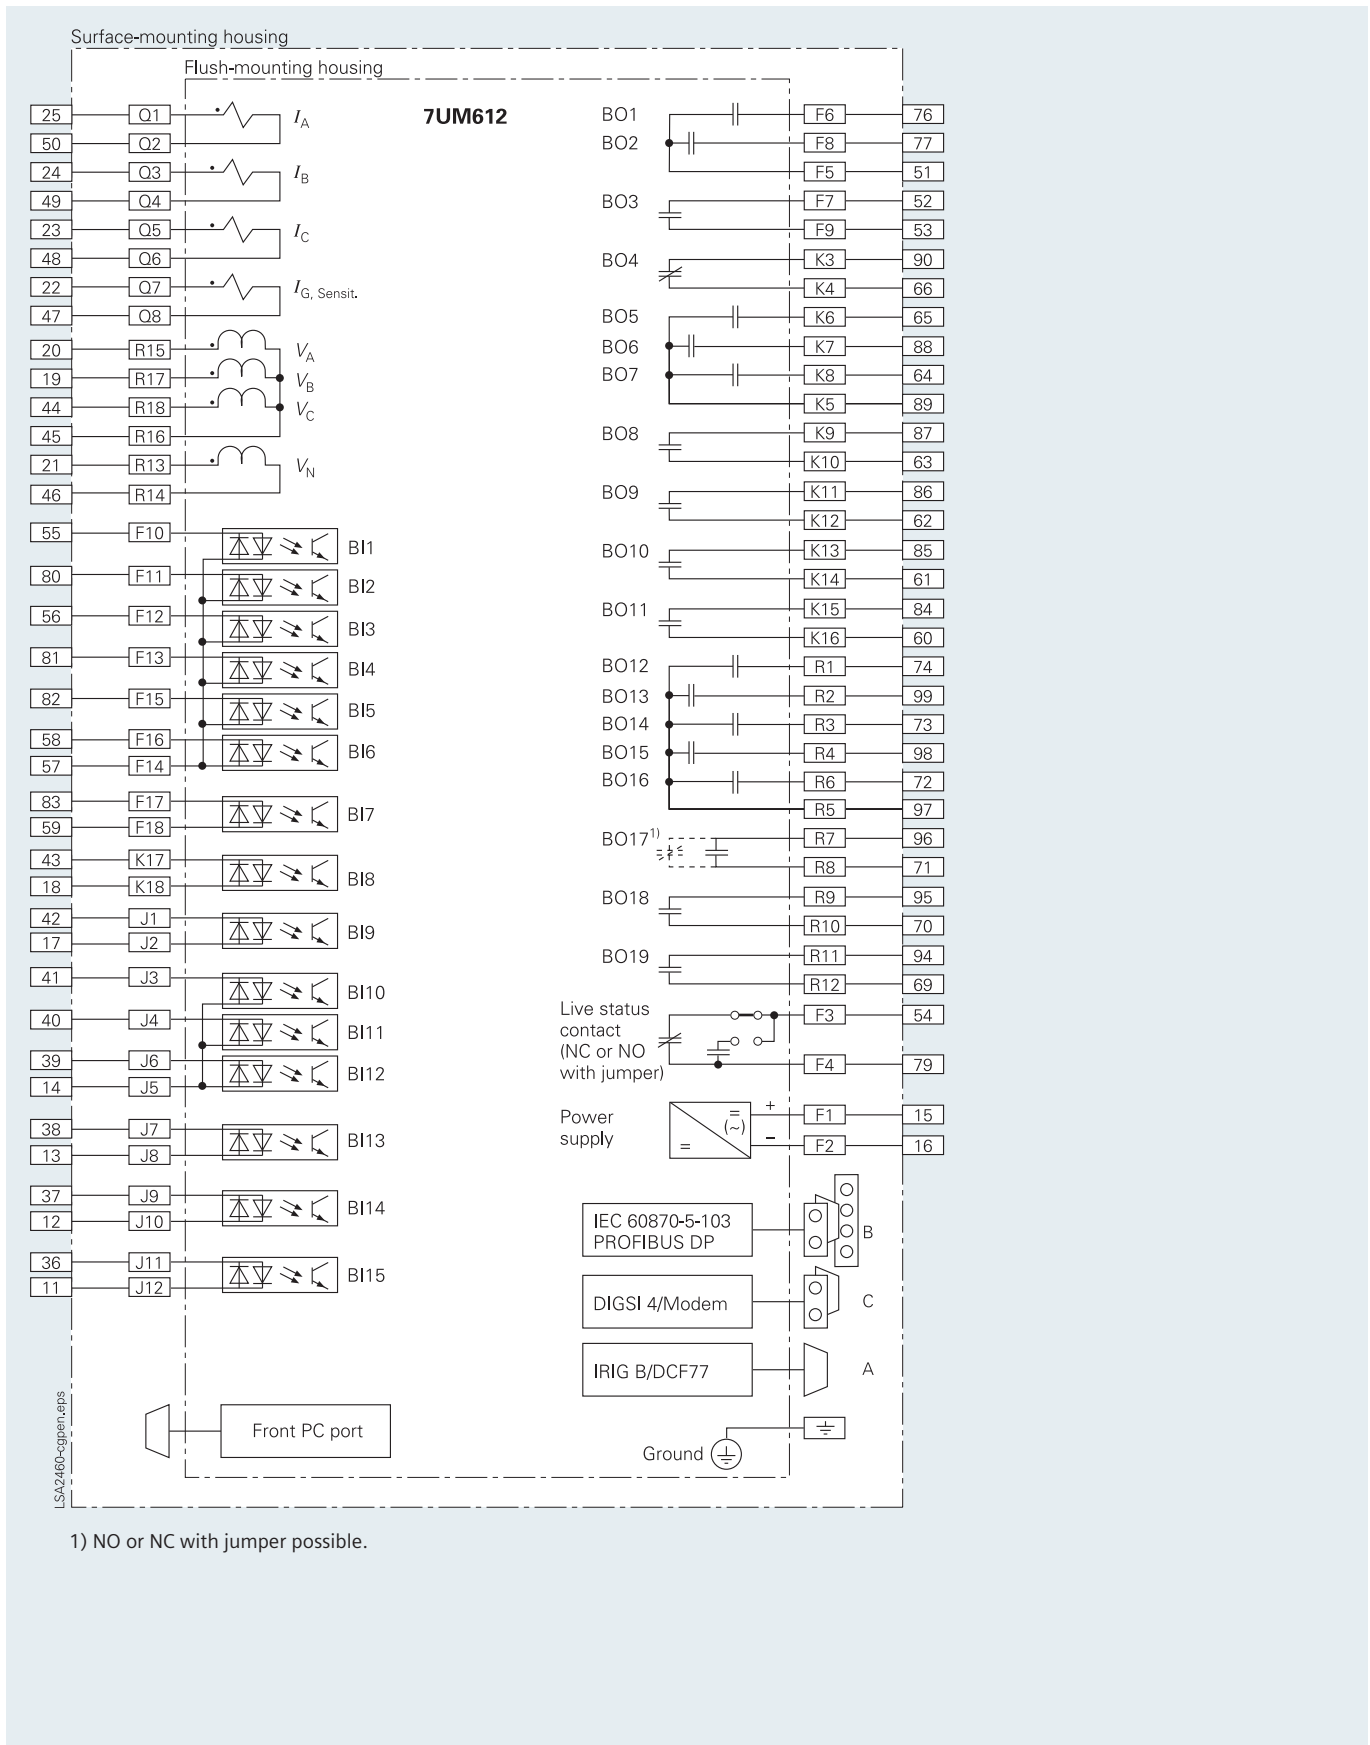 Surface-mounting housing
Flush-mounting housing
7UM612
25 Q1 I_A BO1 F6 76
50 Q2 BO2 F8 77
24 Q3 I_B F5 51
49 Q4 BO3 F7 52
23 Q5 I_C F9 53
48 Q6 BO4 K3 90
22 Q7 I_G, Sensit. K4 66
47 Q8 BO5 K6 65
20 R15 V_A BO6 K7 88
19 R17 V_B BO7 K8 64
44 R18 V_C K5 89
45 R16 BO8 K9 87
21 R13 V_N K10 63
46 R14 BO9 K11 86
K12 62
55 F10 BI1 BO10 K13 85
80 F11 BI2 K14 61
56 F12 BI3 BO11 K15 84
K16 60
81 F13 BI4 BO12 R1 74
82 F15 BI5 BO13 R2 99
BO14 R3 73
58 F16 BI6 BO15 R4 98
57 F14 BO16 R6 72
83 F17 BI7 R5 97
59 F18 BO17 1) R7 96
43 K17 BI8 R8 71
18 K18 BO18 R9 95
42 J1 BI9 R10 70
17 J2 BO19 R11 94
41 J3 BI10 R12 69
40 J4 BI11 Live status F3 54
contact
39 J6 BI12 (NC or NO
14 J5 with jumper) F4 79
38 J7 BI13 Power + F1 15
13 J8 supply = (~) = − F2 16
37 J9 BI14 IEC 60870-5-103
12 J10 PROFIBUS DP B
36 J11 BI15
11 J12 DIGSI 4/Modem C
IRIG B/DCF77 A
Front PC port
Ground
LSA2460-cgpen.eps
1) NO or NC with jumper possible.